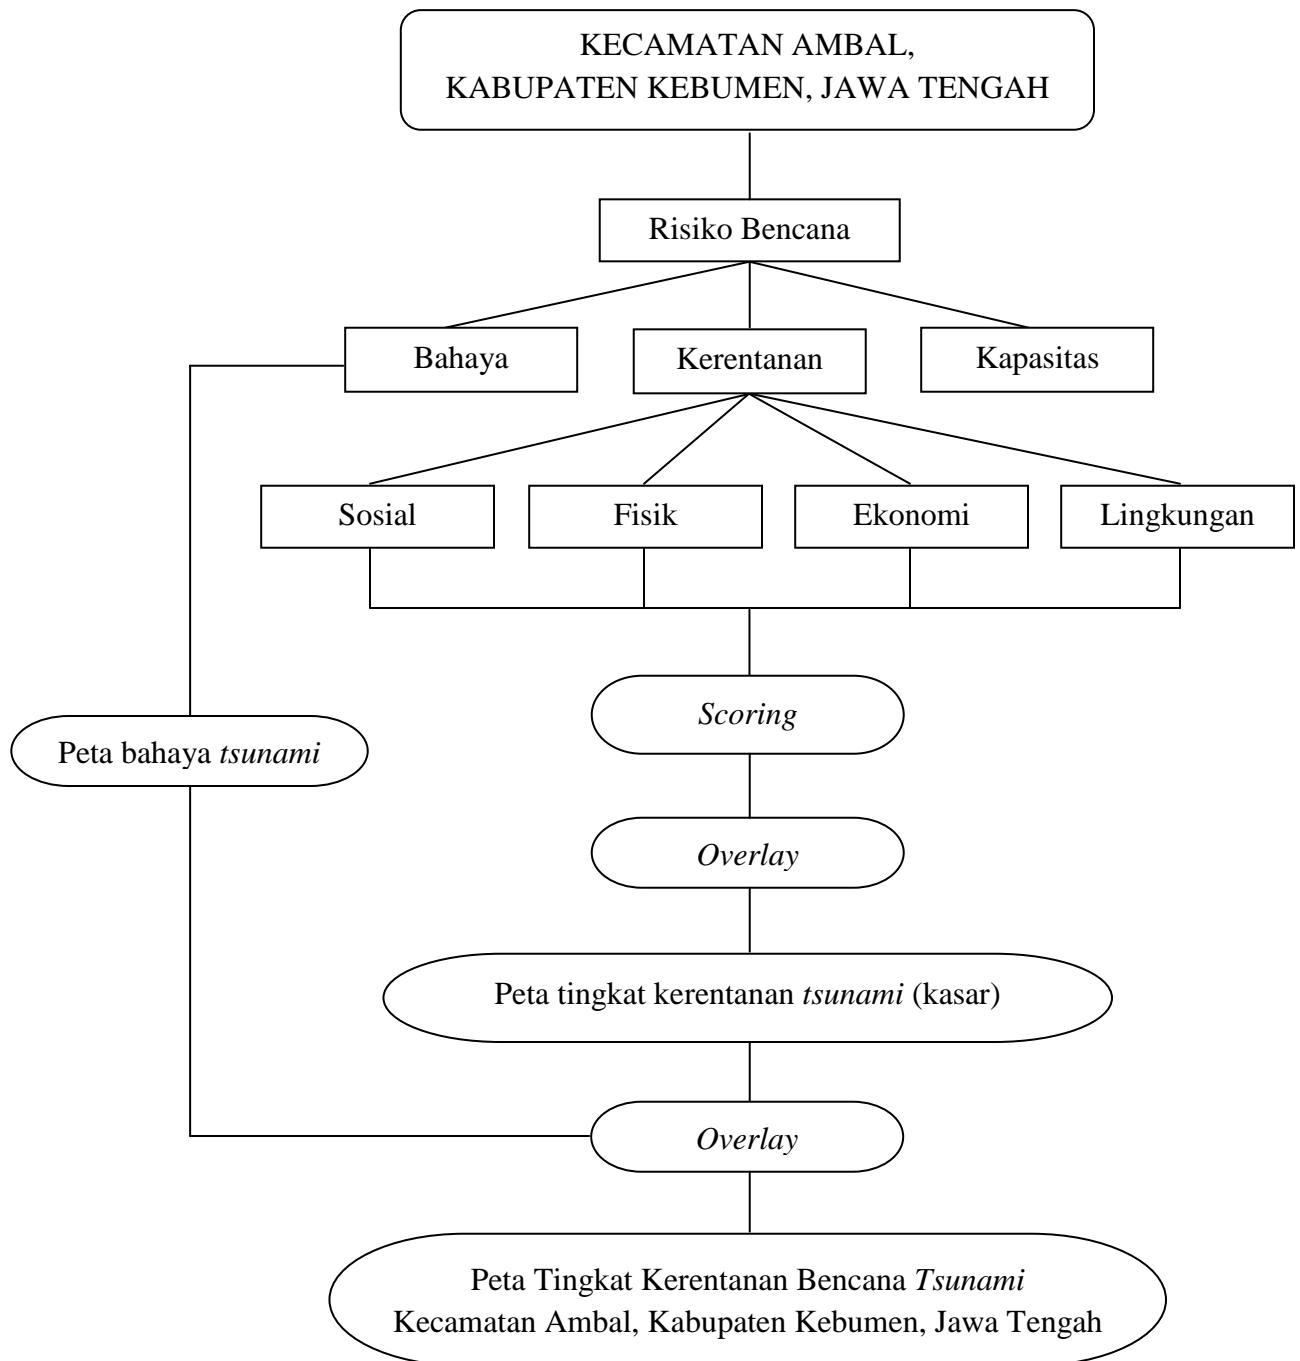 KECAMATAN AMBAL,
KABUPATEN KEBUMEN, JAWA TENGAH
Risiko Bencana
Bahaya
Kerentanan
Kapasitas
Sosial
Fisik
Ekonomi
Lingkungan
Scoring
Peta bahaya tsunami
Overlay
Peta tingkat kerentanan tsunami (kasar)
Overlay
Peta Tingkat Kerentanan Bencana Tsunami
Kecamatan Ambal, Kabupaten Kebumen, Jawa Tengah